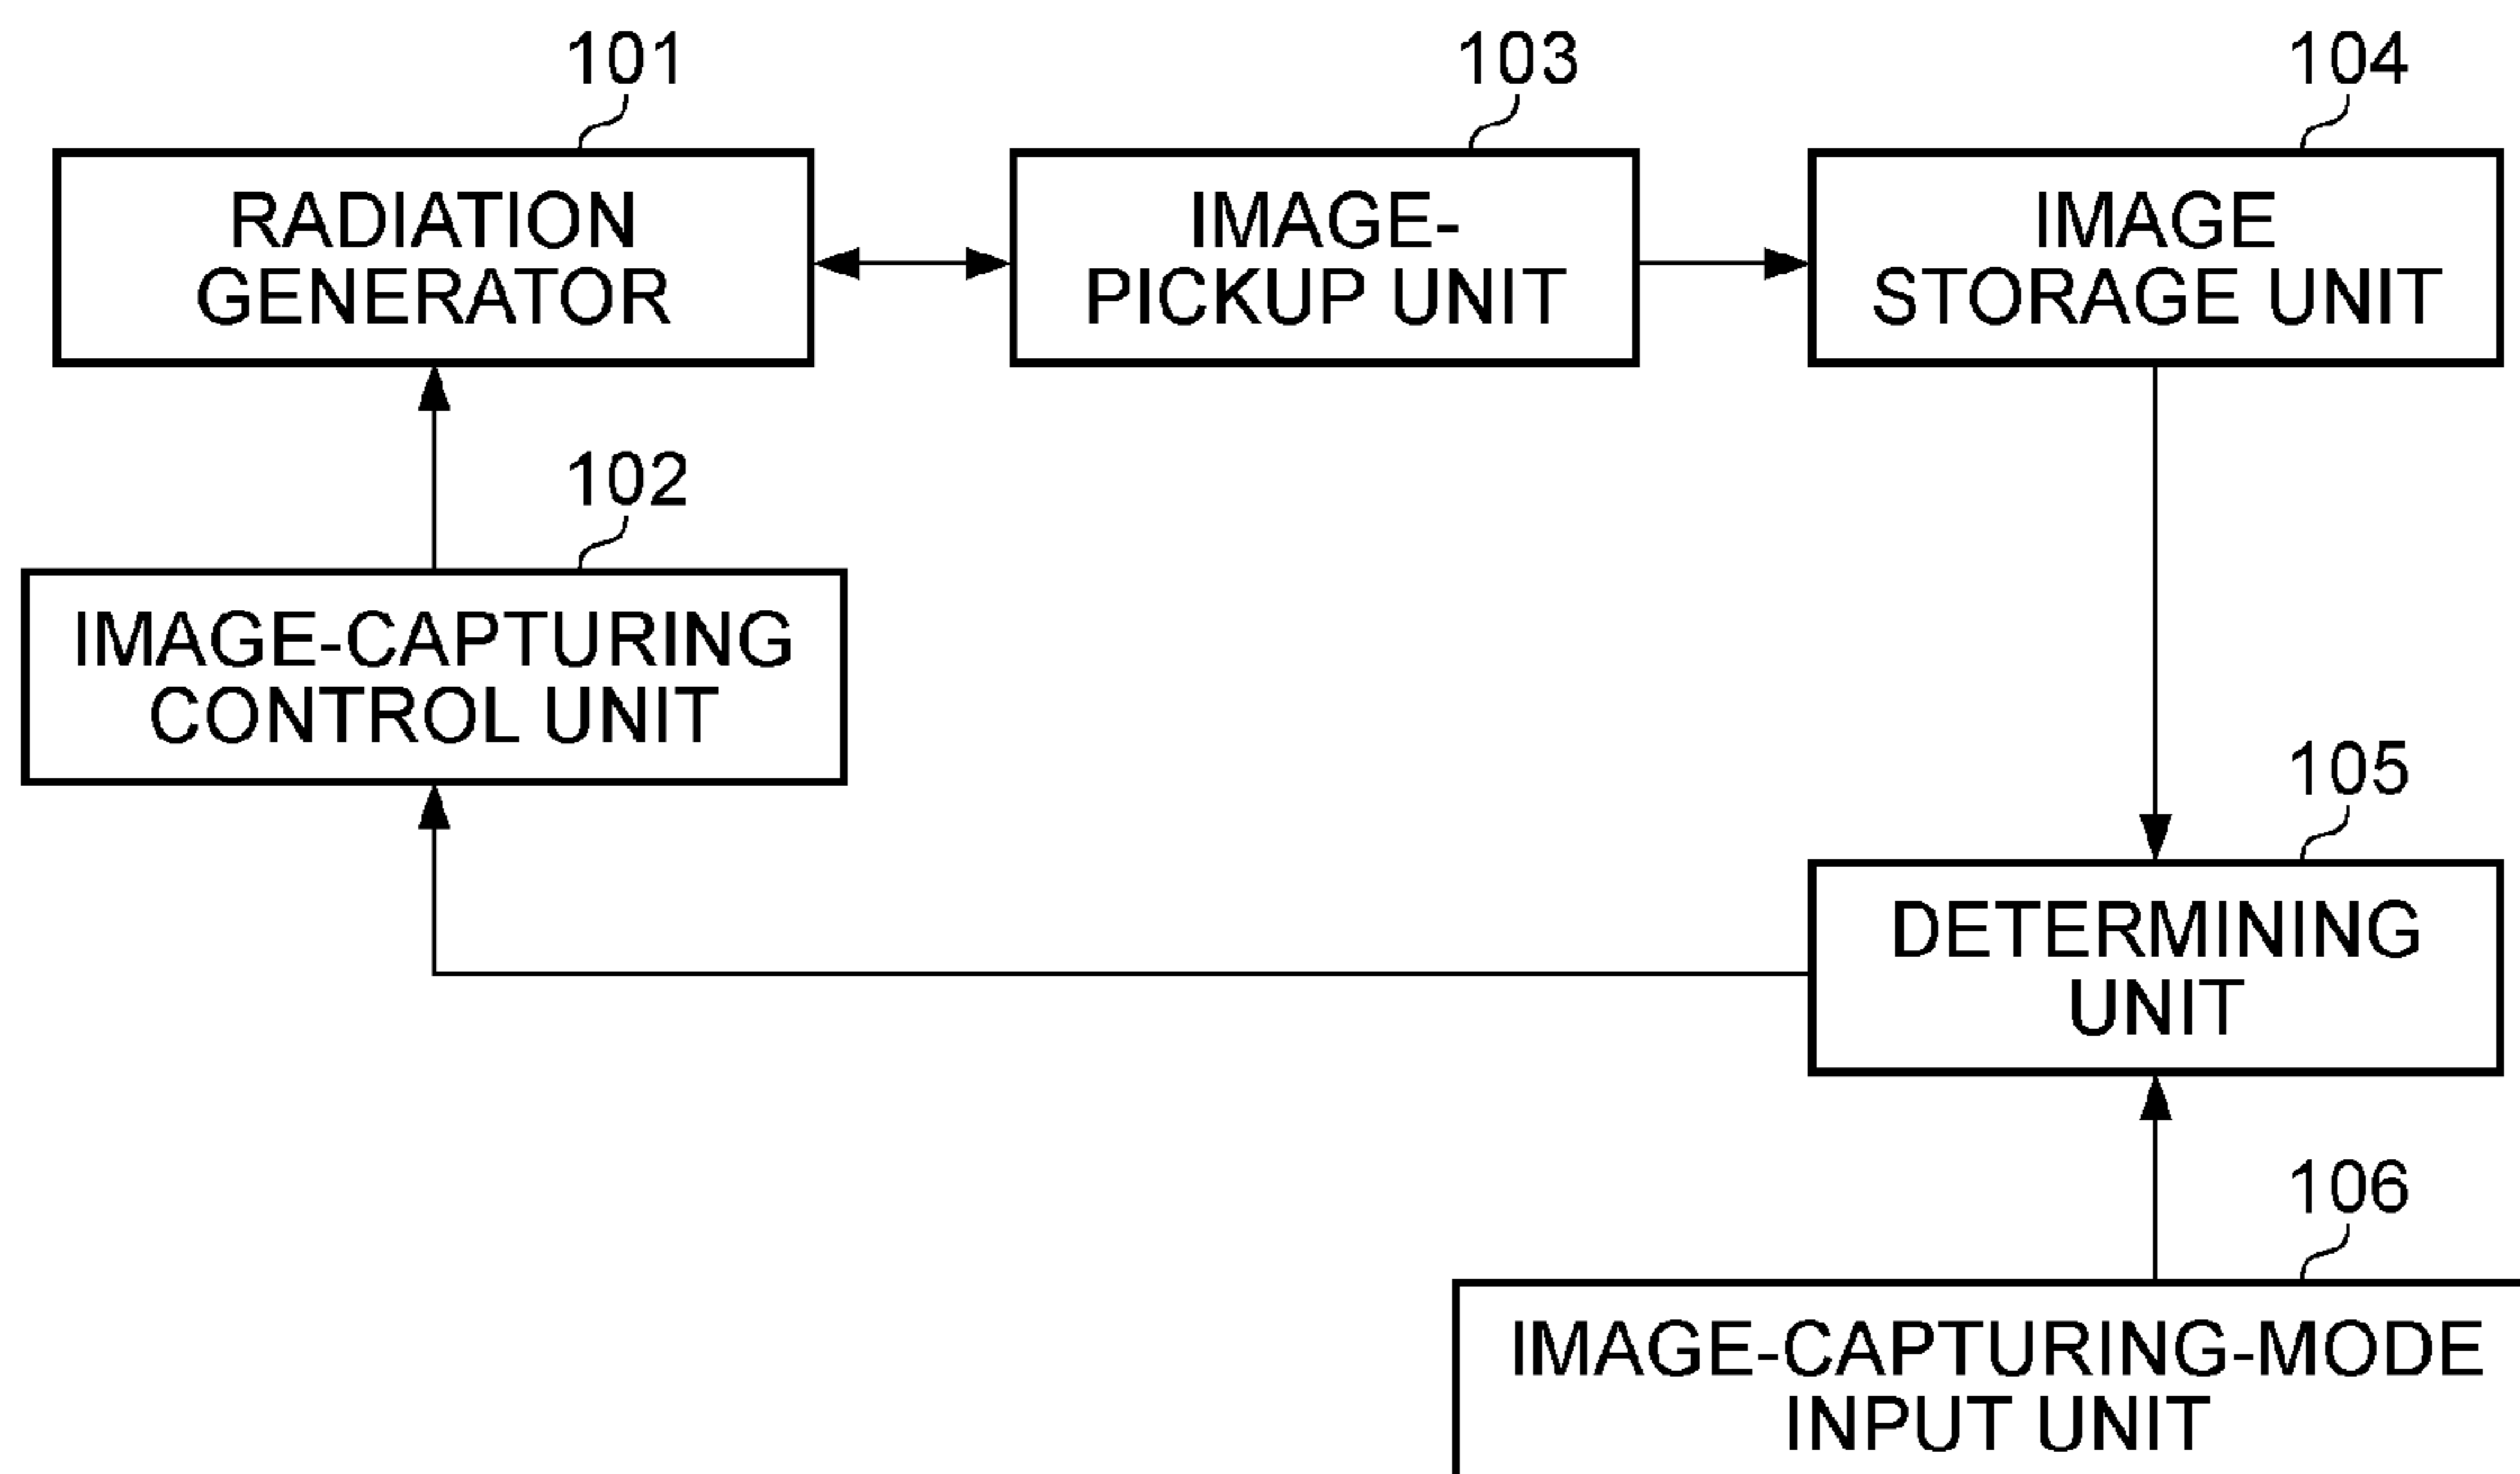 101
RADIATION
GENERATOR
103
IMAGE-
PICKUP UNIT
104
IMAGE
STORAGE UNIT
102
IMAGE-CAPTURING
CONTROL UNIT
105
DETERMINING
UNIT
106
IMAGE-CAPTURING-MODE
INPUT UNIT